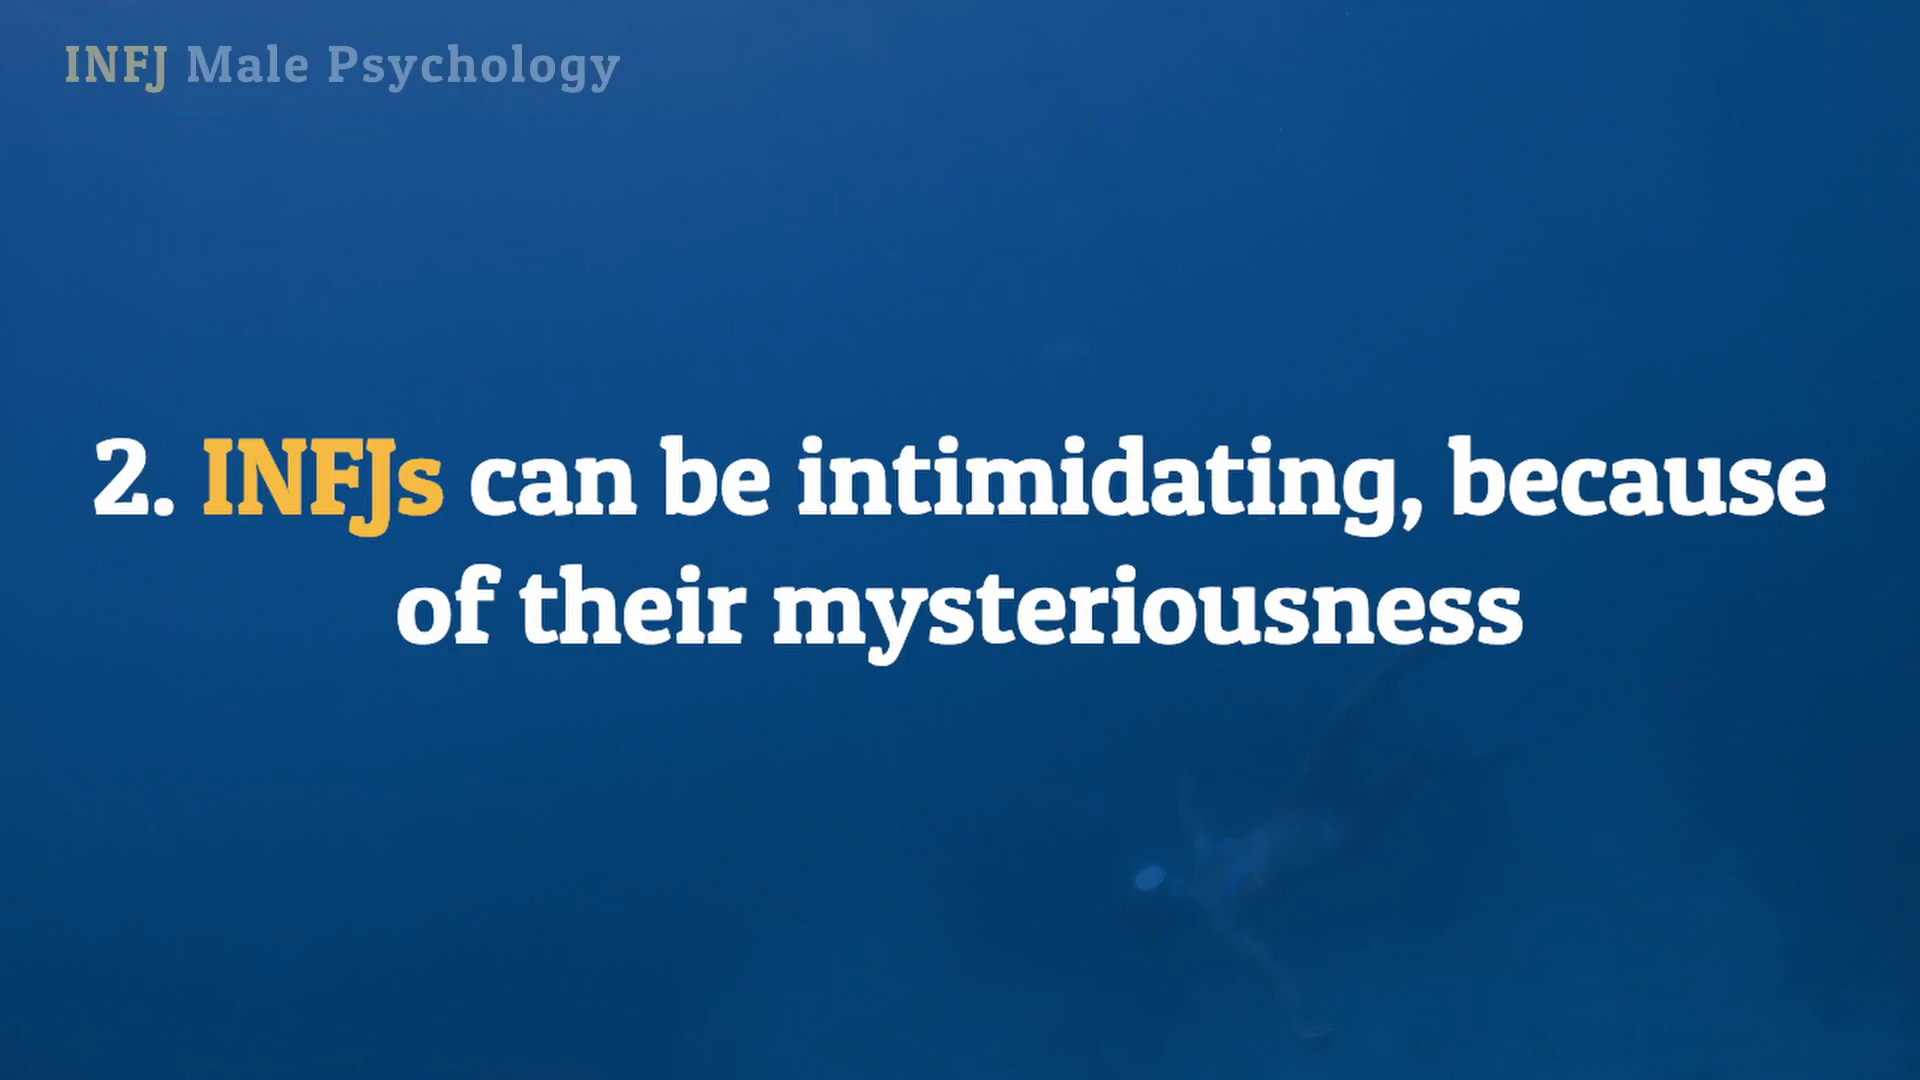 INFJ Male Psychology
2. INFJs can be intimidating, because
of their mysteriousness